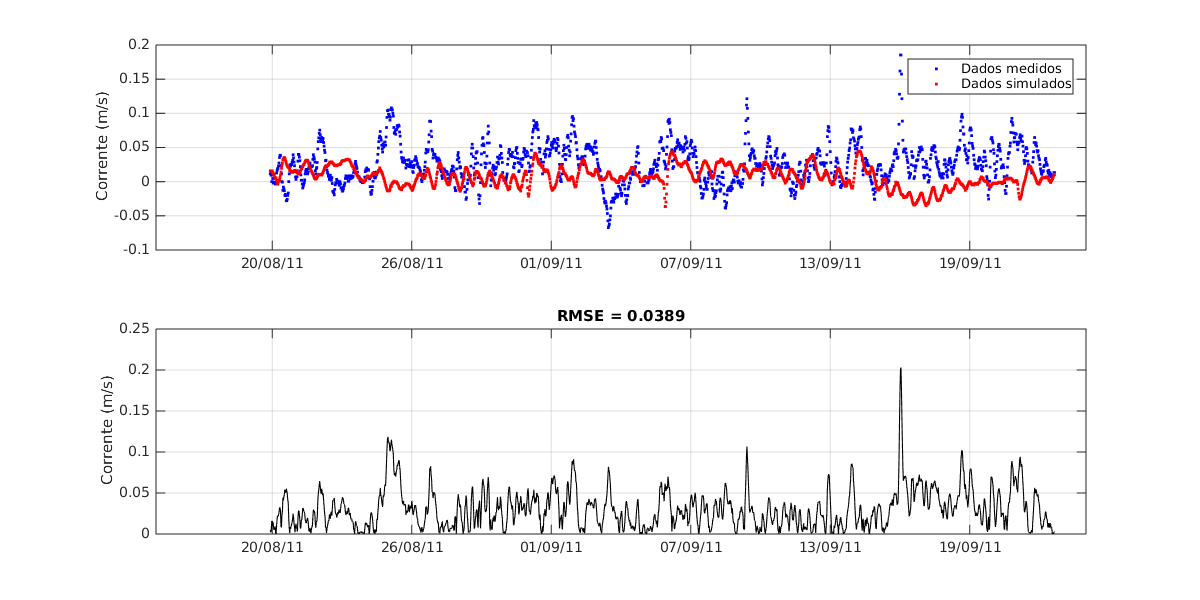 0.2
0.15
0.1
0.05
0
-0.05
-0.1
Corrente (m/s)
Dados medidos
Dados simulados
20/08/11 26/08/11 01/09/11 07/09/11 13/09/11 19/09/11
RMSE = 0.0389
0.25
0.2
0.15
0.1
0.05
0
Corrente (m/s)
20/08/11 26/08/11 01/09/11 07/09/11 13/09/11 19/09/11